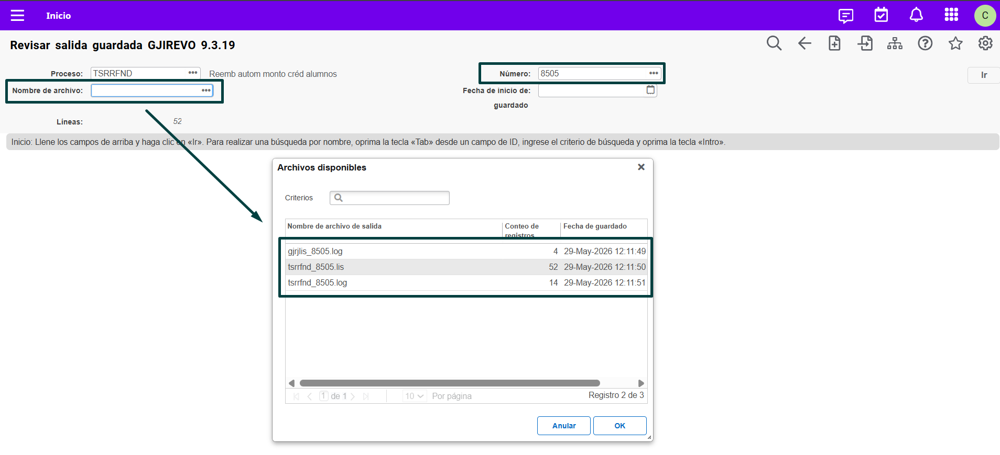 Inicio
C
Revisar salida guardada GJIREVO 9.3.19
Proceso: TSRRFND ••• Reemb autom monto créd alumnos
Número: 8505 •••
Ir
Nombre de archivo: •••
Fecha de inicio de:
guardado
Líneas: 52
Inicio: Llene los campos de arriba y haga clic en «Ir». Para realizar una búsqueda por nombre, oprima la tecla «Tab» desde un campo de ID, ingrese el criterio de búsqueda y oprima la tecla «Intro».
Archivos disponibles
Criterios
Nombre de archivo de salida Conteo de registros Fecha de guardado
gjrjlis_8505.log 4 29-May-2026 12:11:49
tsrrfnd_8505.lis 52 29-May-2026 12:11:50
tsrrfnd_8505.log 14 29-May-2026 12:11:51
1 de 1 10 Por página Registro 2 de 3
Anular OK